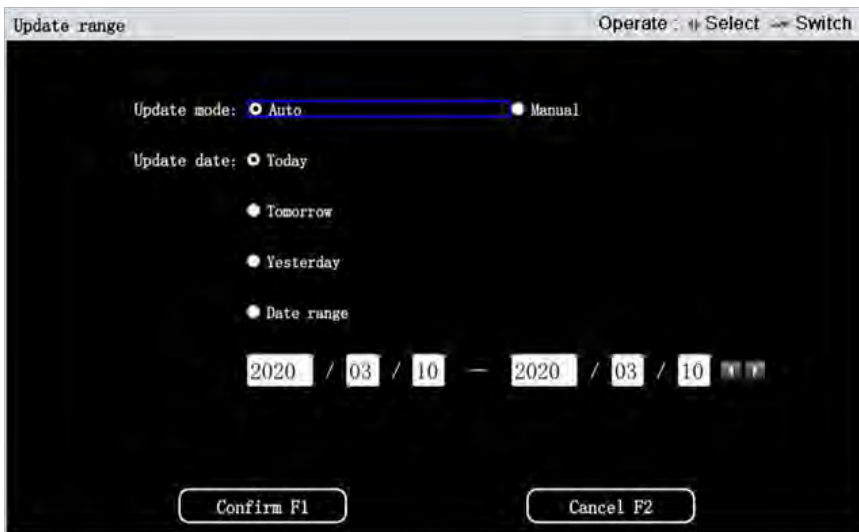 Update range Operate : Select Switch
Update mode: Auto Manual
Update date: Today
Tomorrow
Yesterday
Date range
2020 / 03 / 10 — 2020 / 03 / 10
Confirm F1 Cancel F2